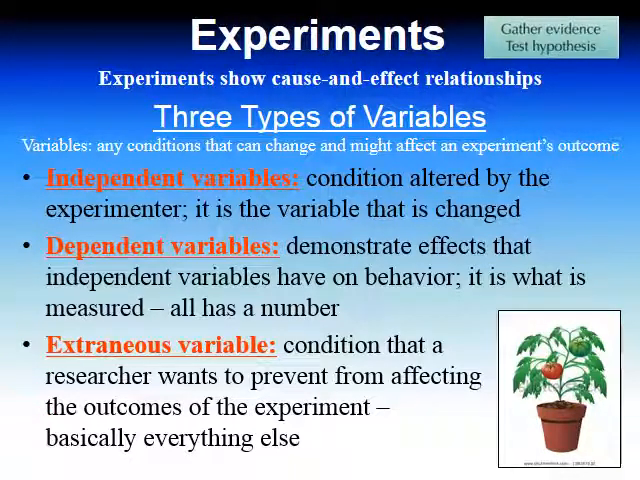 Experiments
Gather evidence
Test hypothesis
Experiments show cause-and-effect relationships
Three Types of Variables
Variables: any conditions that can change and might affect an experiment's outcome
• Independent variables: condition altered by the
experimenter; it is the variable that is changed
• Dependent variables: demonstrate effects that
independent variables have on behavior; it is what is
measured – all has a number
• Extraneous variable: condition that a
researcher wants to prevent from affecting
the outcomes of the experiment –
basically everything else